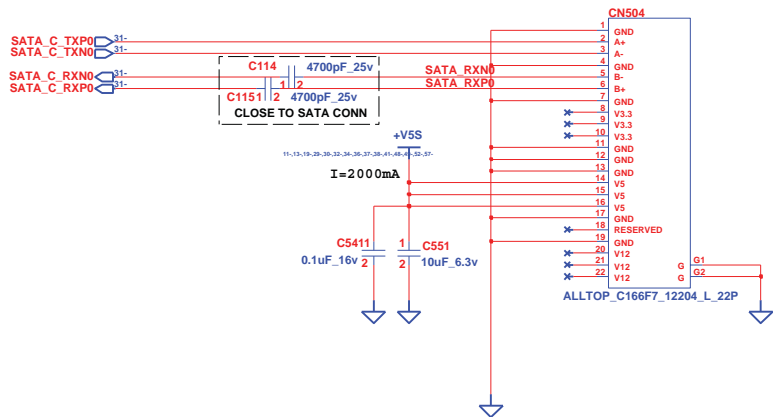 CN504
1 GND
SATA_C_TXP0 31- 2 A+
SATA_C_TXN0 31- 3 A-
C114 4700pF_25v 4 GND
SATA_C_RXN0 31- SATA_RXN0 5 B-
SATA_C_RXP0 31- 1 2 SATA_RXP0 6 B+
C115 1 2 4700pF_25v 7 GND
CLOSE TO SATA CONN 8 V3.3
9 V3.3
+V5S 10 V3.3
11 GND
12 GND
I=2000mA 13 GND
14 V5
15 V5
16 V5
17 GND
18 RESERVED
C541 1 1 C551 19 GND
0.1uF_16v 2 2 10uF_6.3v 20 V12
21 V12 G G1
22 V12 G G2
ALLTOP_C166F7_12204_L_22P